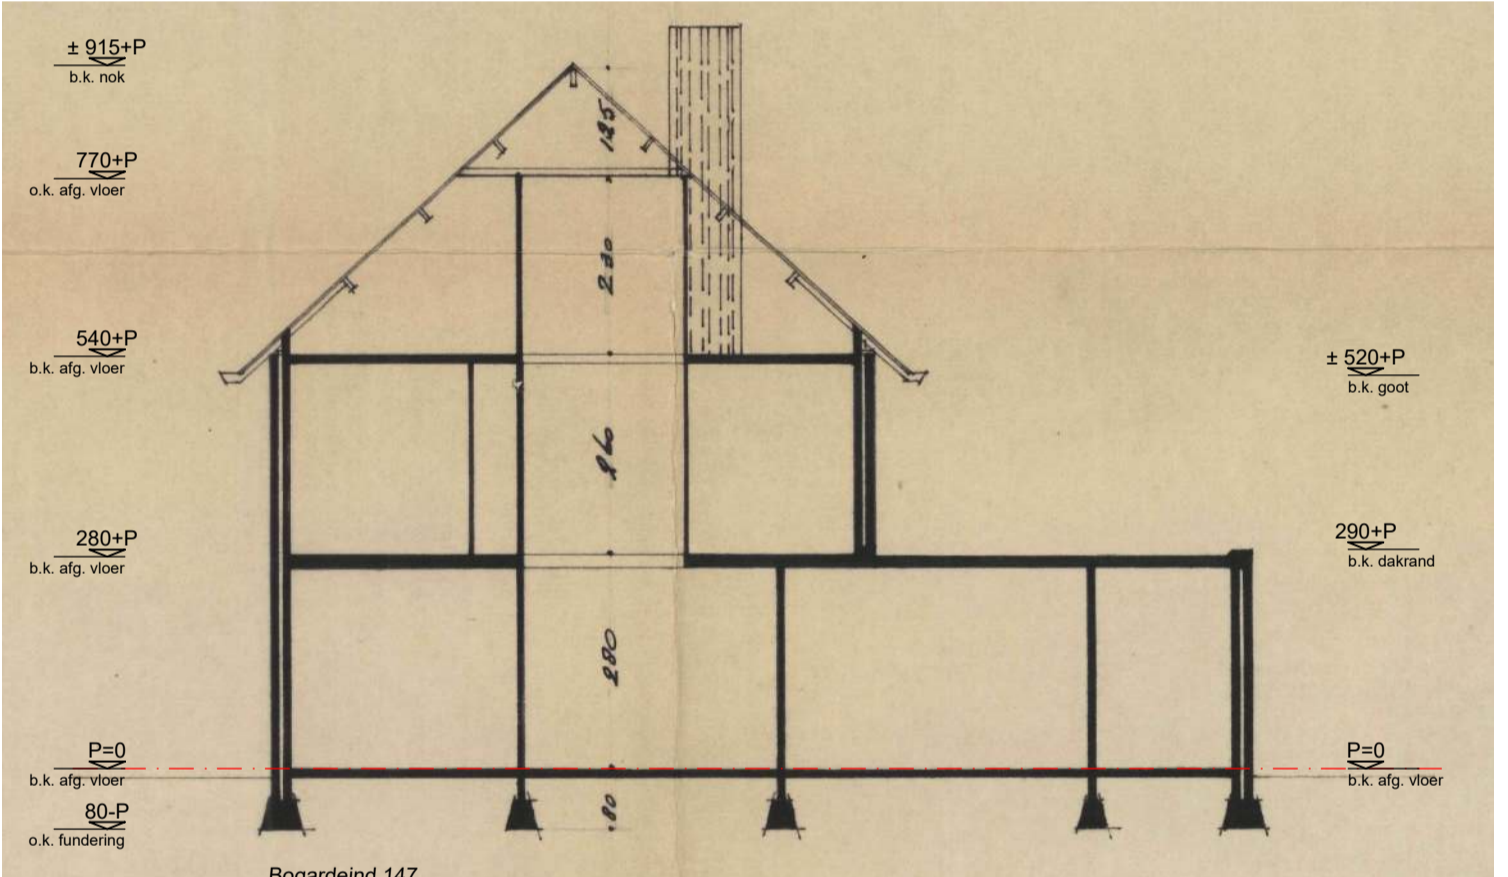 ± 915+P
b.k. nok
125
770+P
o.k. afg. vloer
230
540+P
b.k. afg. vloer
± 520+P
b.k. goot
260
280+P
b.k. afg. vloer
290+P
b.k. dakrand
280
P=0
b.k. afg. vloer
P=0
b.k. afg. vloer
80-P
o.k. fundering
80
Bogardeind 147